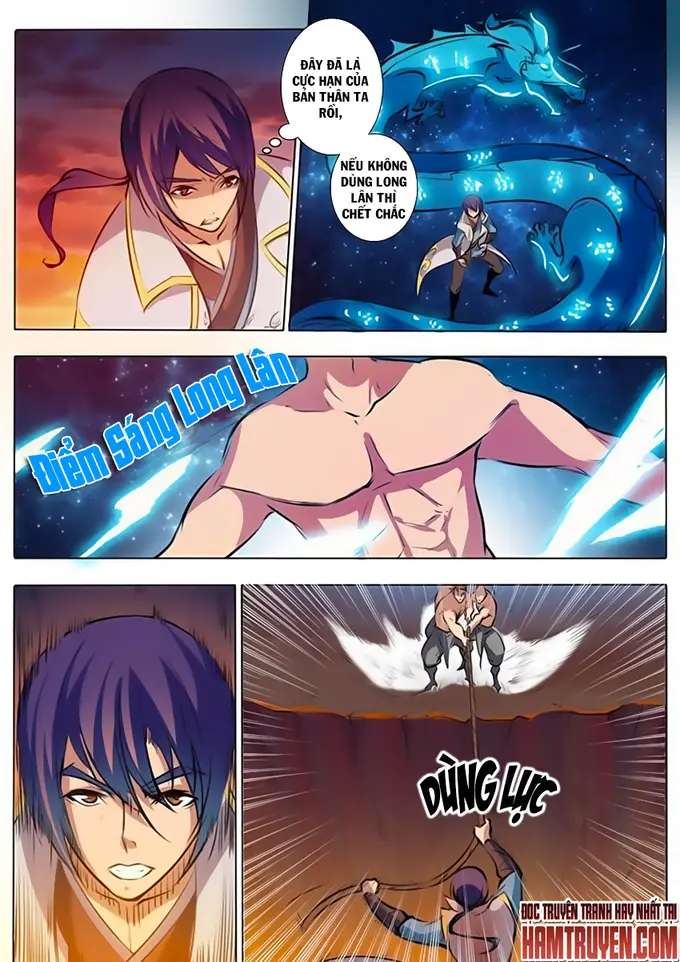 ĐÂY ĐÃ LÀ
CỰC HẠN CỦA
BẢN THÂN TA
RỒI,
NẾU KHÔNG
DÙNG LONG
LÂN THÌ
CHẾT CHẮC
Điểm Sáng Long Lân
DÙNG LỰC
ĐỌC TRUYỆN TRANH HAY NHẤT TẠI
HAMTRUYEN.COM